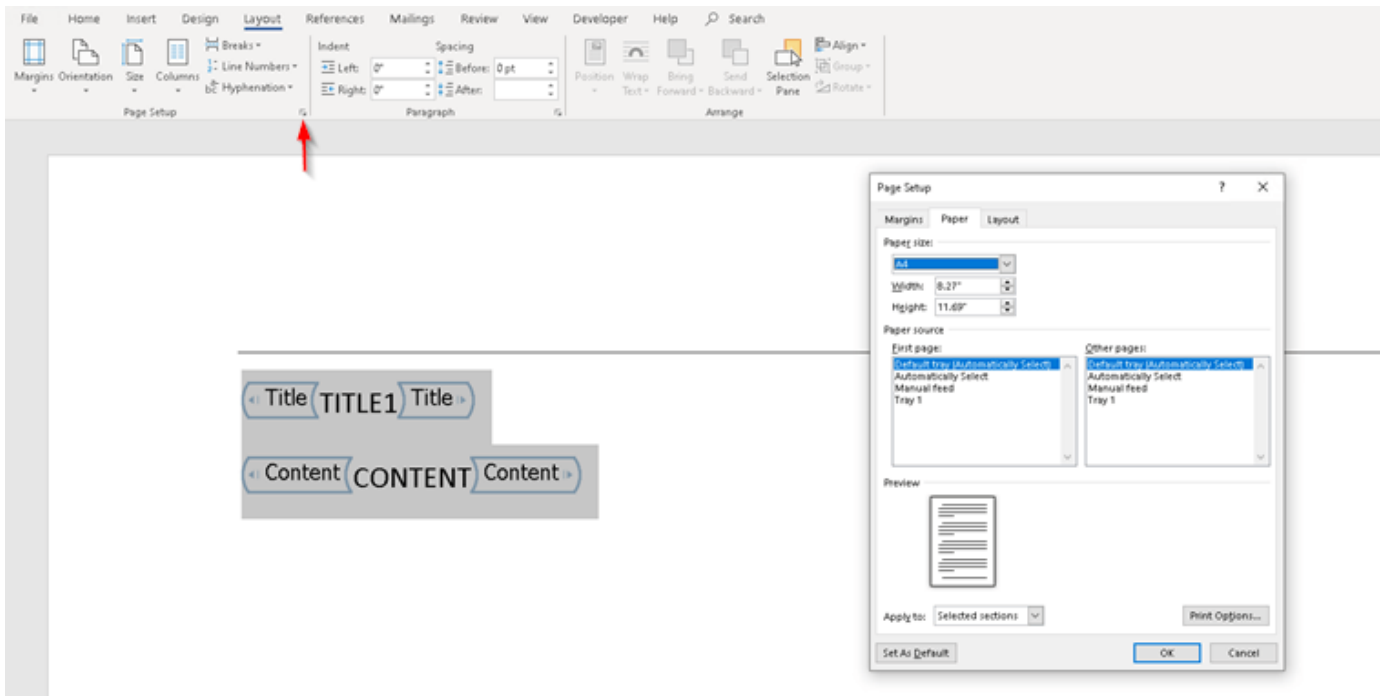 File Home Insert Design Layout References Mailings Review View Developer Help Search
Margins Orientation Size Columns
Breaks
Line Numbers
Hyphenation
Page Setup
Indent Spacing
Left: 0" Before: 0 pt
Right: 0" After:
Paragraph
Position Wrap Text Bring Forward Send Backward Selection Pane
Align
Group
Rotate
Arrange
Title TITLE1 Title
Content CONTENT Content
Page Setup ? X
Margins Paper Layout
Paper size:
A4
Width: 8.27"
Height: 11.69"
Paper source
First page: Other pages:
Default tray (Automatically Select) Default tray (Automatically Select)
Automatically Select Automatically Select
Manual feed Manual feed
Tray 1 Tray 1
Preview
Apply to: Selected sections Print Options...
Set As Default OK Cancel